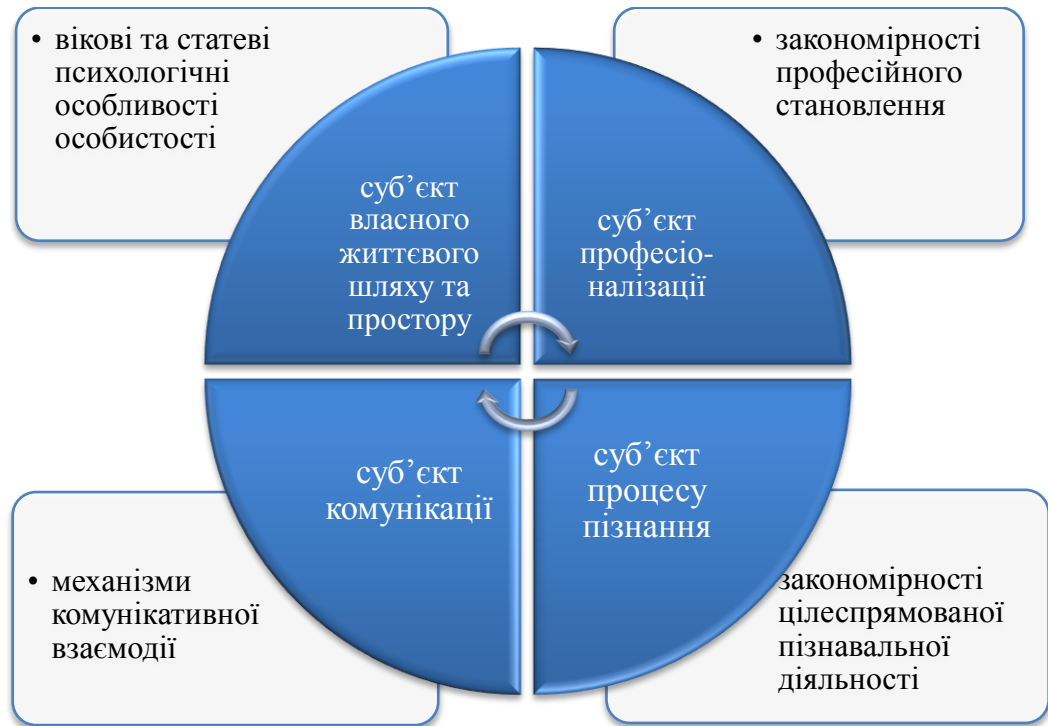 • вікові та статеві
психологічні
особливості
особистості
• закономірності
професійного
становлення
суб’єкт
власного
життєвого
шляху та
простору
суб’єкт
професіо-
налізації
суб’єкт
комунікації
суб’єкт
процесу
пізнання
• механізми
комунікативної
взаємодії
закономірності
цілеспрямованої
пізнавальної
діяльності